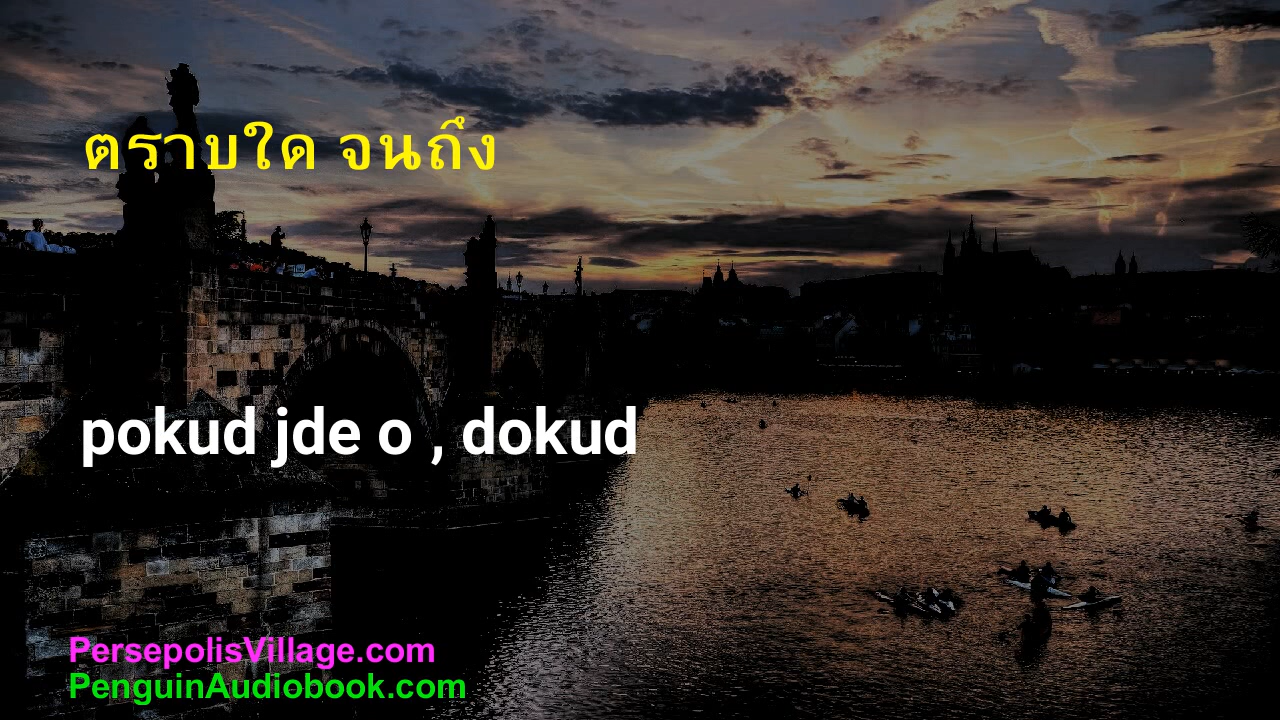 ตราบใด จนถึง
pokud jde o , dokud
PersepolisVillage.com
PenguinAudiobook.com